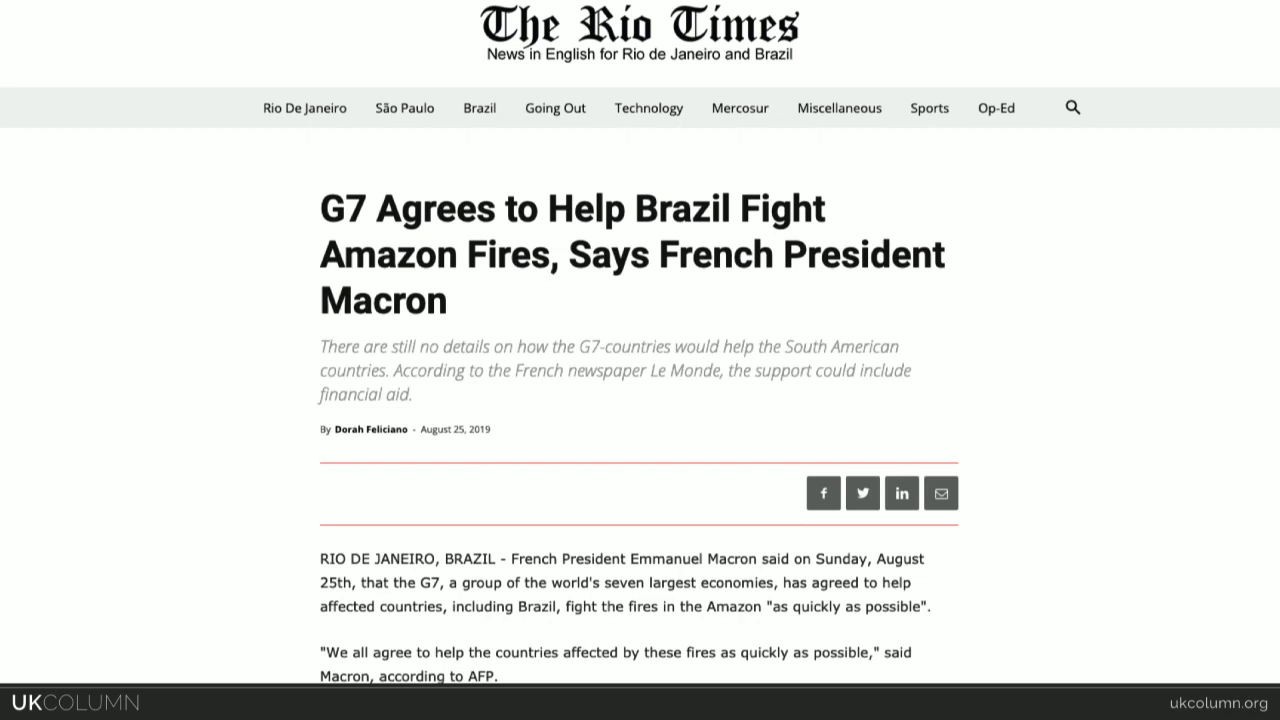 The Rio Times
News in English for Rio de Janeiro and Brazil
Rio De Janeiro São Paulo Brazil Going Out Technology Mercosur Miscellaneous Sports Op-Ed
G7 Agrees to Help Brazil Fight
Amazon Fires, Says French President
Macron
There are still no details on how the G7-countries would help the South American
countries. According to the French newspaper Le Monde, the support could include
financial aid.
By Dorah Feliciano - August 25, 2019
RIO DE JANEIRO, BRAZIL - French President Emmanuel Macron said on Sunday, August
25th, that the G7, a group of the world's seven largest economies, has agreed to help
affected countries, including Brazil, fight the fires in the Amazon "as quickly as possible".
"We all agree to help the countries affected by these fires as quickly as possible," said
Macron, according to AFP.
UKCOLUMN ukcolumn.org